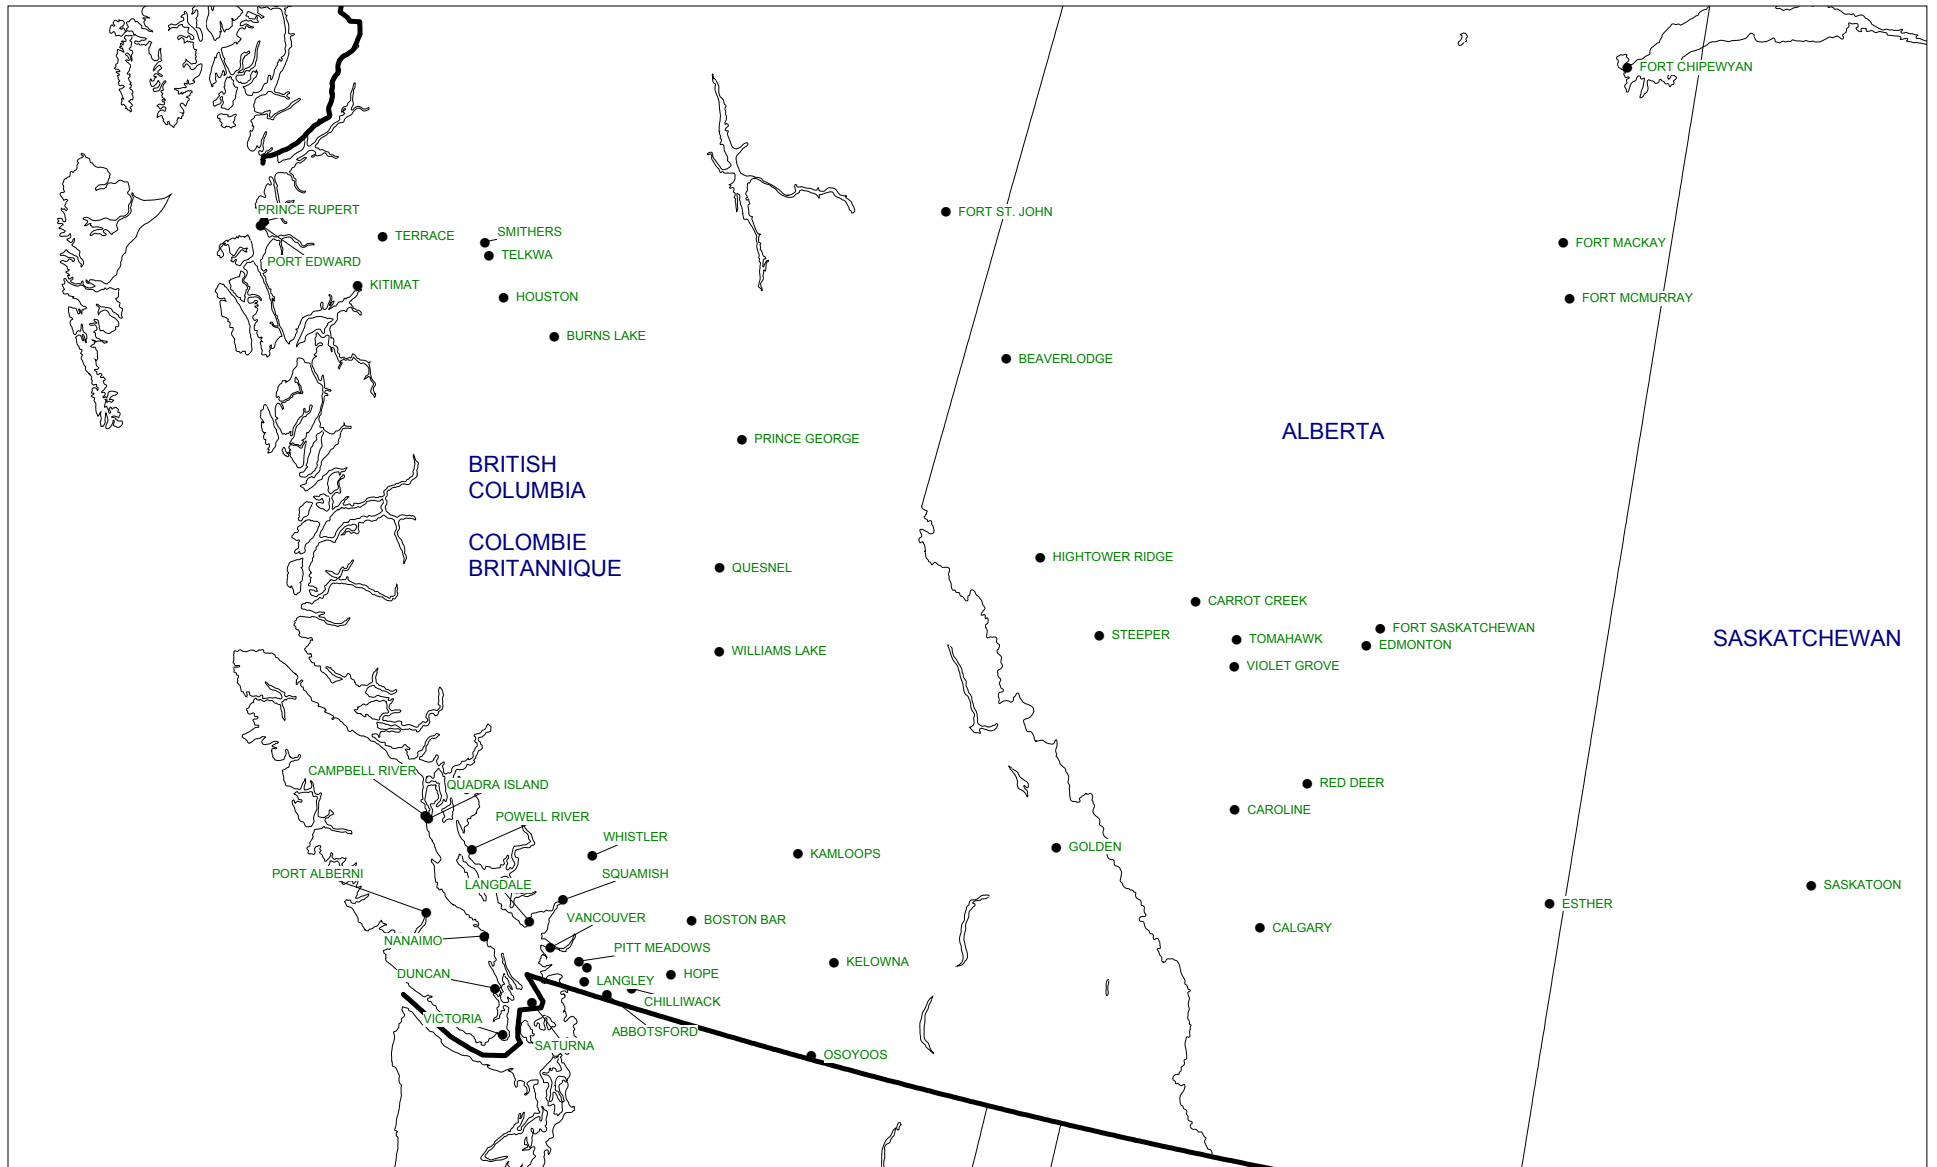 FORT CHIPEWYAN
PRINCE RUPERT
FORT ST. JOHN
SMITHERS
TERRACE
FORT MACKAY
TELKWA
PORT EDWARD
KITIMAT
HOUSTON
FORT MCMURRAY
BURNS LAKE
BEAVERLODGE
ALBERTA
PRINCE GEORGE
BRITISH
COLUMBIA
COLOMBIE
BRITANNIQUE
HIGHTOWER RIDGE
QUESNEL
CARROT CREEK
FORT SASKATCHEWAN
STEEPER
TOMAHAWK
SASKATCHEWAN
EDMONTON
WILLIAMS LAKE
VIOLET GROVE
CAMPBELL RIVER
QUADRA ISLAND
RED DEER
CAROLINE
POWELL RIVER
WHISTLER
GOLDEN
KAMLOOPS
PORT ALBERNI
SQUAMISH
LANGDALE
SASKATOON
ESTHER
VANCOUVER
BOSTON BAR
CALGARY
NANAIMO
PITT MEADOWS
KELOWNA
DUNCAN
HOPE
LANGLEY
CHILLIWACK
VICTORIA
ABBOTSFORD
SATURNA
OSOYOOS